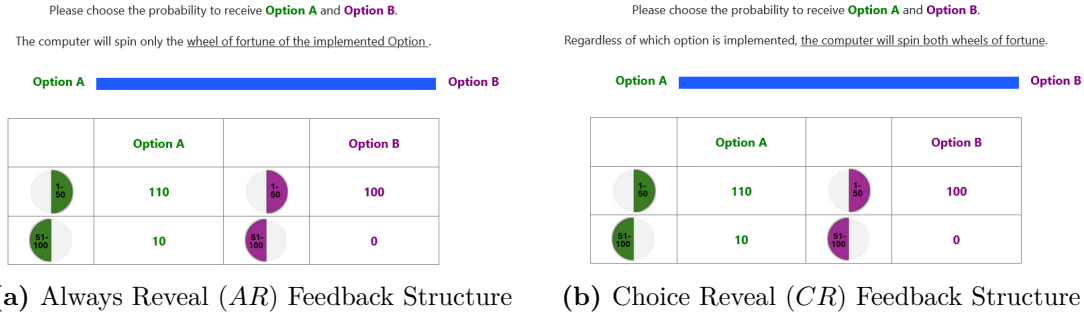 Please choose the probability to receive Option A and Option B.
The computer will spin only the wheel of fortune of the implemented Option .
Option A Option B
Option A Option B
1-50 110 1-50 100
51-100 10 51-100 0
(a) Always Reveal (AR) Feedback Structure
Please choose the probability to receive Option A and Option B.
Regardless of which option is implemented, the computer will spin both wheels of fortune.
Option A Option B
Option A Option B
1-50 110 1-50 100
51-100 10 51-100 0
(b) Choice Reveal (CR) Feedback Structure